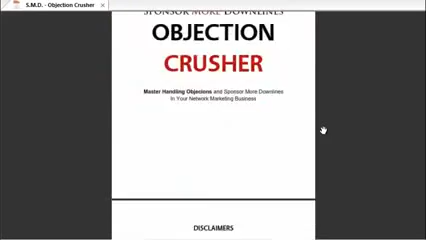 S.M.D. - Objection Crusher
SPONSOR MORE DOWNLINES
OBJECTION
CRUSHER
Master Handling Objecions and Sponsor More Downlines
In Your Network Marketing Business
DISCLAIMERS